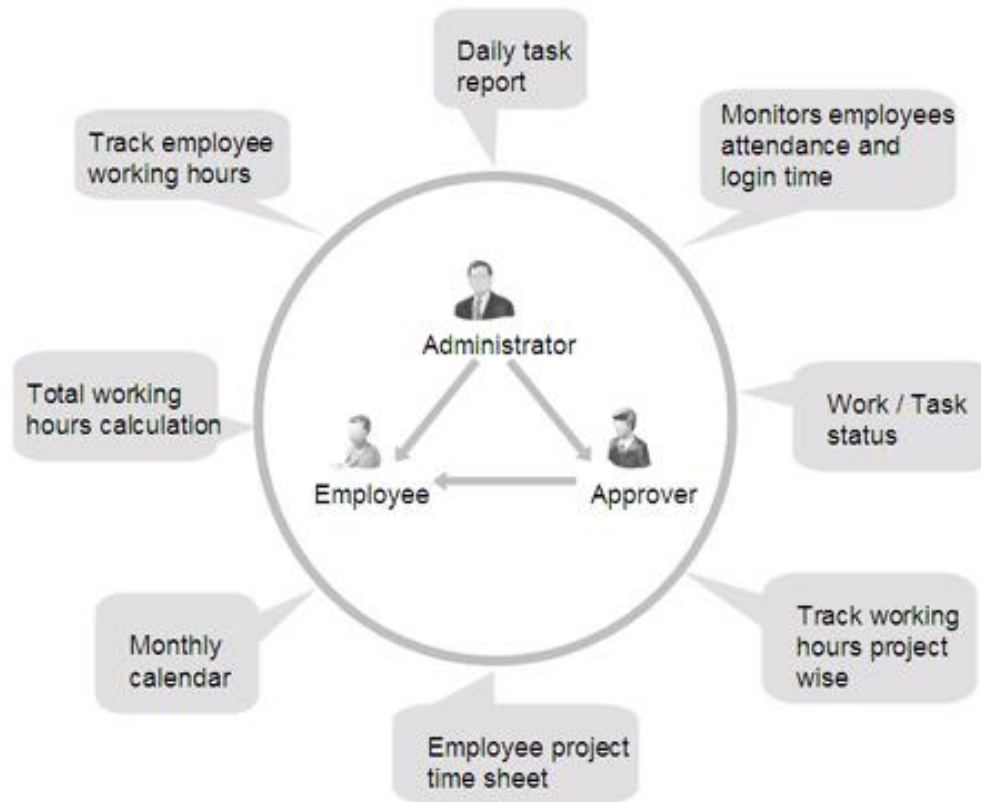 Daily task
report
Track employee
working hours
Monitors employees
attendance and
login time
Administrator
Total working
hours calculation
Work / Task
status
Employee
Approver
Monthly
calendar
Track working
hours project
wise
Employee project
time sheet